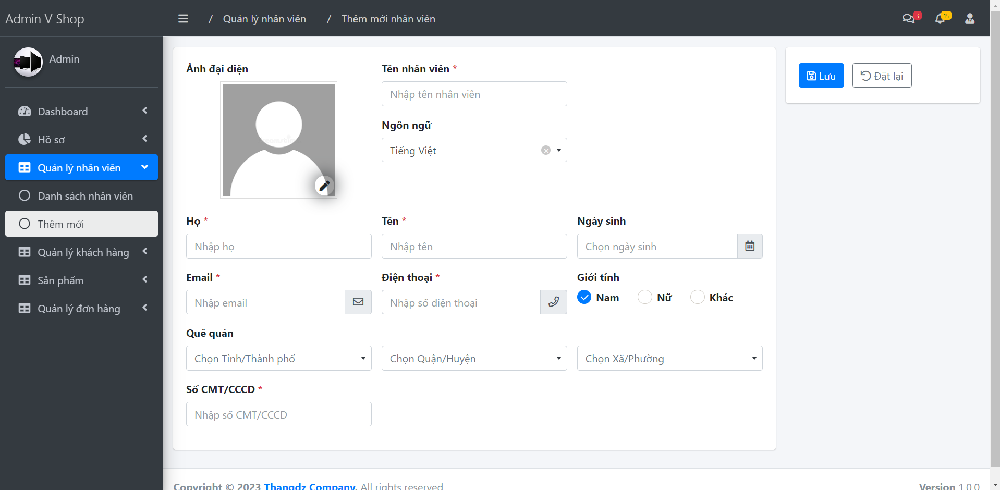 Admin V Shop
/ Quản lý nhân viên / Thêm mới nhân viên
3
15
Admin
Dashboard
Hồ sơ
Quản lý nhân viên
Danh sách nhân viên
Thêm mới
Quản lý khách hàng
Sản phẩm
Quản lý đơn hàng
Ảnh đại diện
Tên nhân viên *
Nhập tên nhân viên
Ngôn ngữ
Tiếng Việt
Lưu
Đặt lại
Họ *
Tên *
Ngày sinh
Nhập họ
Nhập tên
Chọn ngày sinh
Email *
Điện thoại *
Giới tính
Nhập email
Nhập số diện thoại
Nam
Nữ
Khác
Quê quán
Chọn Tỉnh/Thành phố
Chọn Quận/Huyện
Chọn Xã/Phường
Số CMT/CCCD *
Nhập số CMT/CCCD
Copyright © 2023 Thangdz Company. All rights reserved
Version 1.0.0